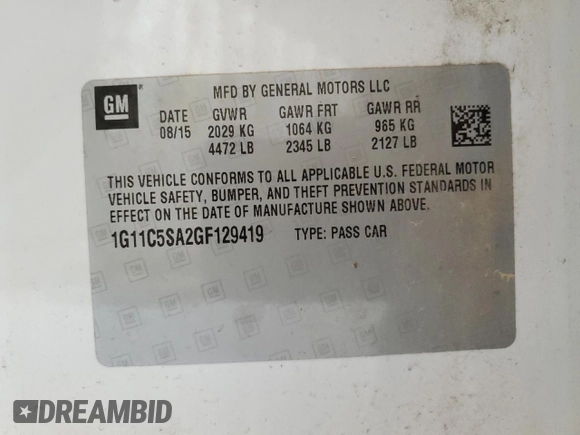 GM
MFD BY GENERAL MOTORS LLC
DATE GVWR GAWR FRT GAWR RR
08/15 2029 KG 1064 KG 965 KG
4472 LB 2345 LB 2127 LB
THIS VEHICLE CONFORMS TO ALL APPLICABLE U.S. FEDERAL MOTOR
VEHICLE SAFETY, BUMPER, AND THEFT PREVENTION STANDARDS IN
EFFECT ON THE DATE OF MANUFACTURE SHOWN ABOVE.
1G11C5SA2GF129419 TYPE: PASS CAR
DREAMBID